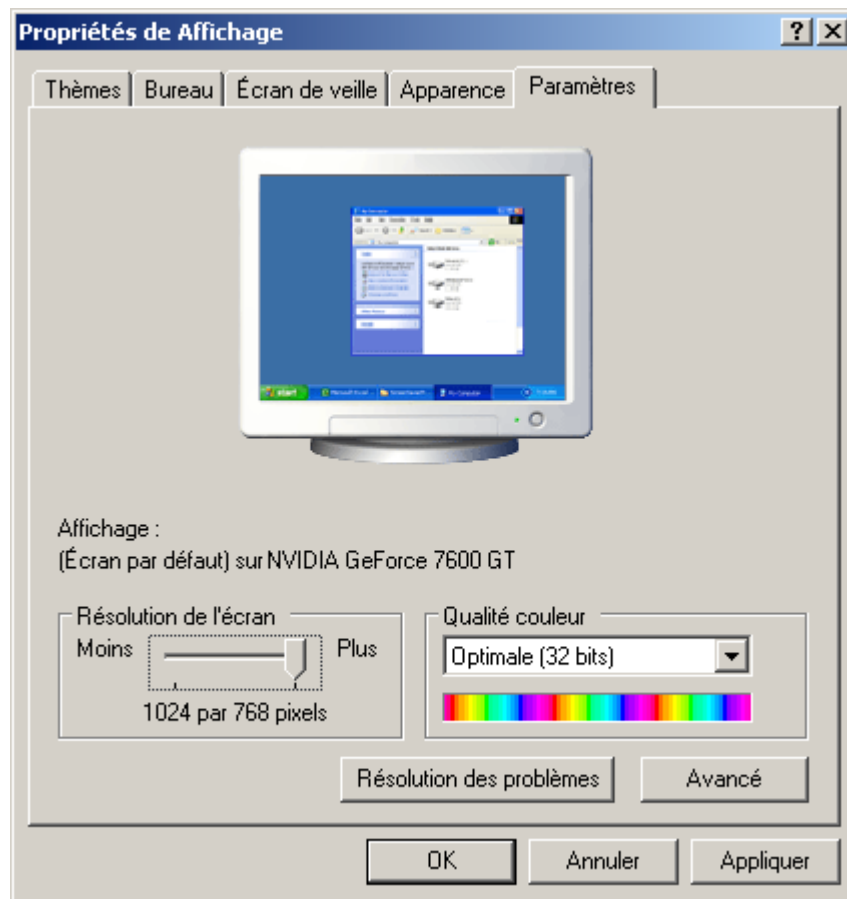 Propriétés de Affichage
Thèmes Bureau Écran de veille Apparence Paramètres
start
Affichage :
(Écran par défaut) sur NVIDIA GeForce 7600 GT
Résolution de l'écran
Moins Plus
1024 par 768 pixels
Qualité couleur
Optimale (32 bits)
Résolution des problèmes Avancé
OK Annuler Appliquer